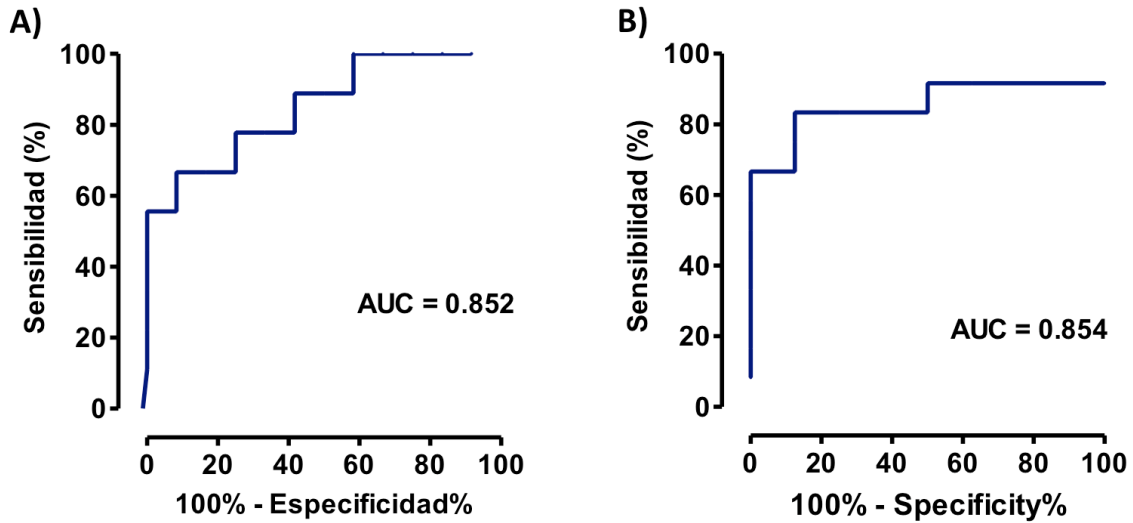 A)
Sensibilidad (%)
100
80
60
40
20
0
AUC = 0.852
0 20 40 60 80 100
100% - Especificidad%
B)
Sensibilidad (%)
100
80
60
40
20
0
AUC = 0.854
0 20 40 60 80 100
100% - Specificity%